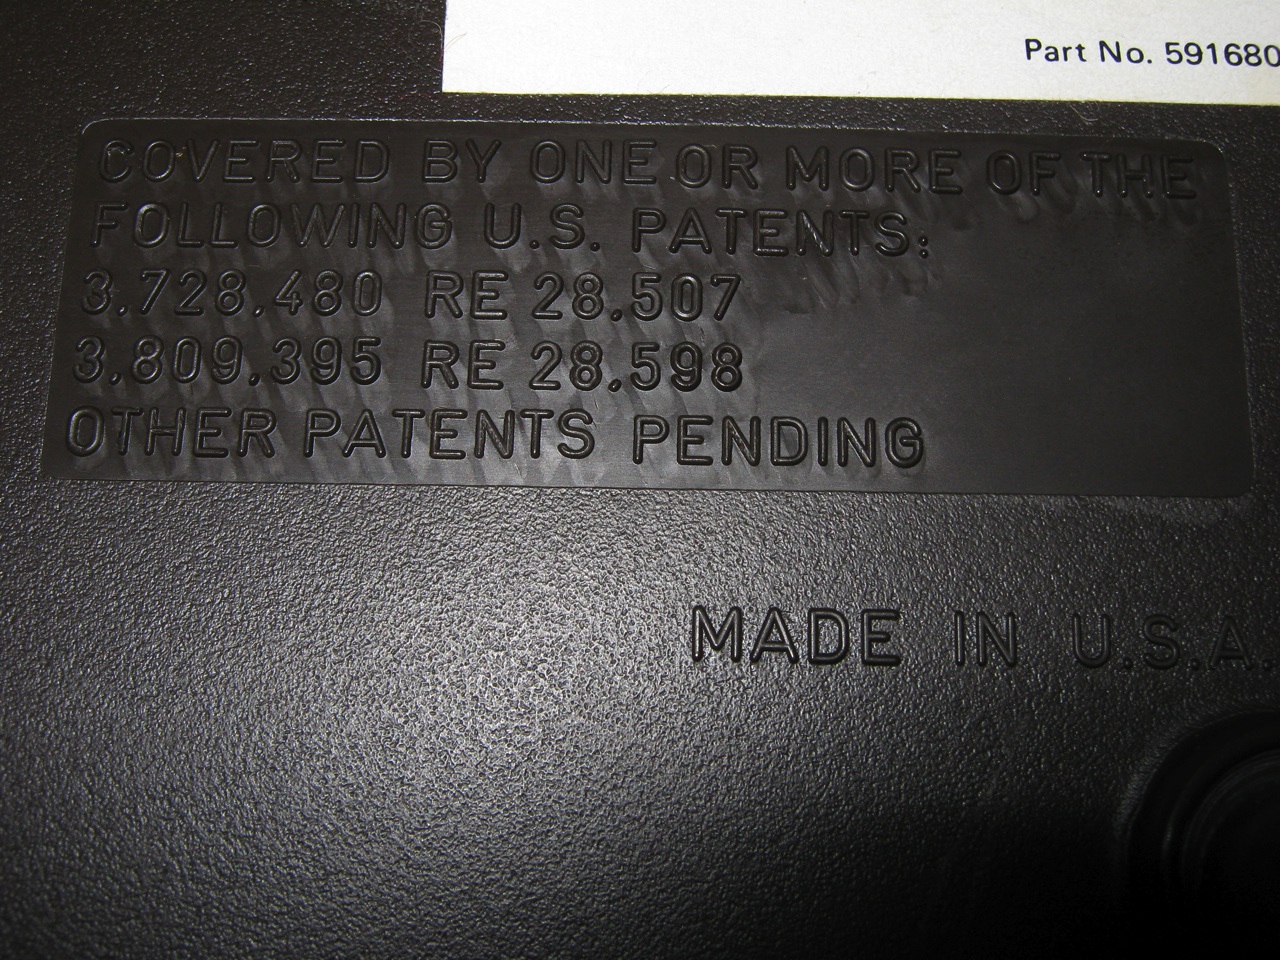 Part No. 591680
COVERED BY ONE OR MORE OF THE
FOLLOWING U.S. PATENTS:
3.728.480 RE 28.507
3.809.395 RE 28.598
OTHER PATENTS PENDING
MADE IN U.S.A.